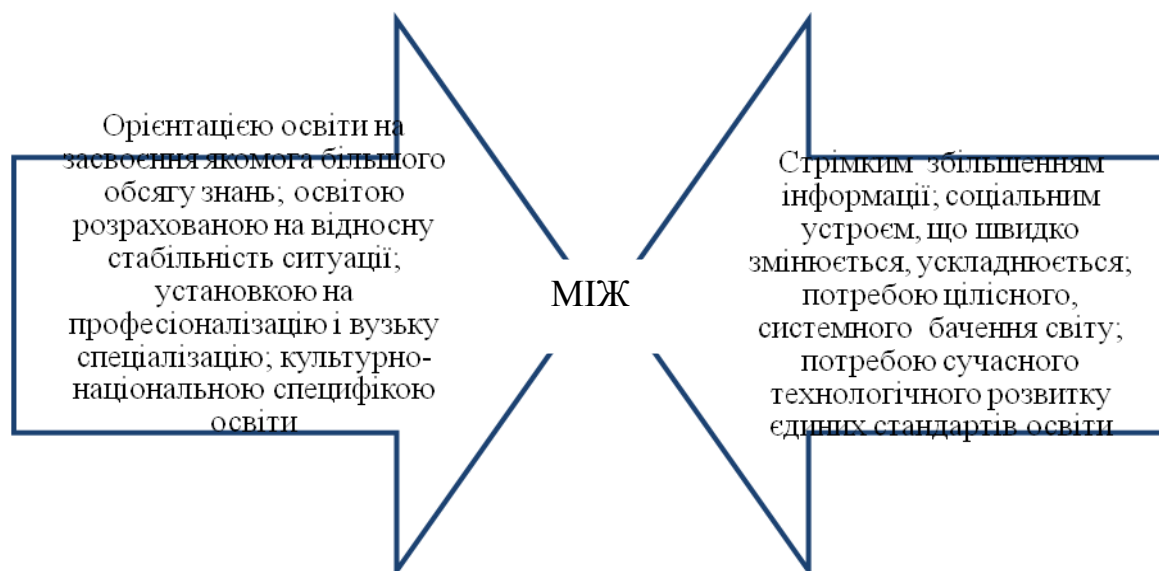 Орієнтацією освіти на
засвоєння якомога більшого
обсягу знань; освітою
розрахованою на відносну
стабільність ситуації;
установкою на
професіоналізацію і вузьку
спеціалізацію; культурно-
національною специфікою
освіти
МІЖ
Стрімким збільшенням
інформації; соціальним
устроєм, що швидко
змінюється, ускладнюється;
потребою цілісного,
системного бачення світу;
потребою сучасного
технологічного розвитку
єдиних стандартів освіти